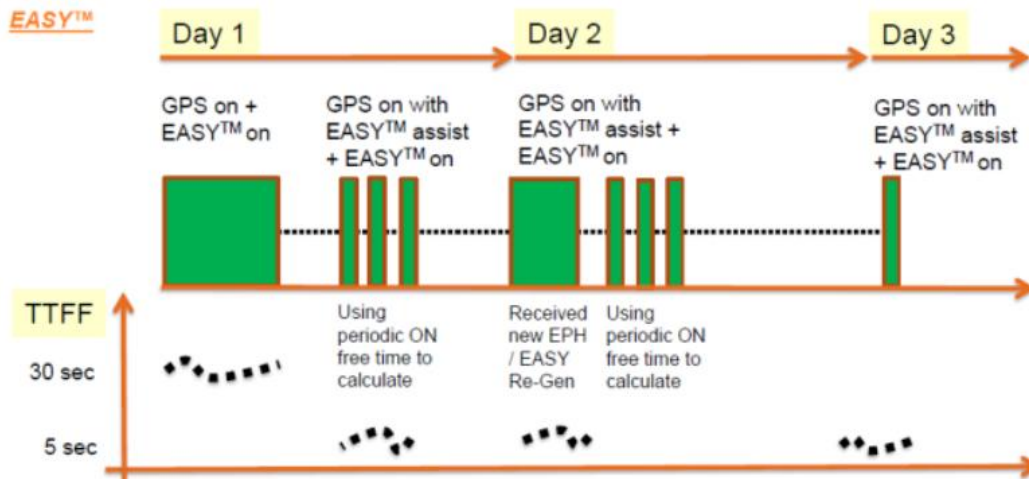 EASY™
Day 1
Day 2
Day 3
GPS on +
EASY™ on
GPS on with
EASY™ assist
+ EASY™ on
GPS on with
EASY™ assist +
EASY™ on
GPS on with
EASY™ assist
+ EASY™ on
TTFF
Using
periodic ON
free time to
calculate
Received
new EPH
/ EASY
Re-Gen
Using
periodic ON
free time to
calculate
30 sec
5 sec